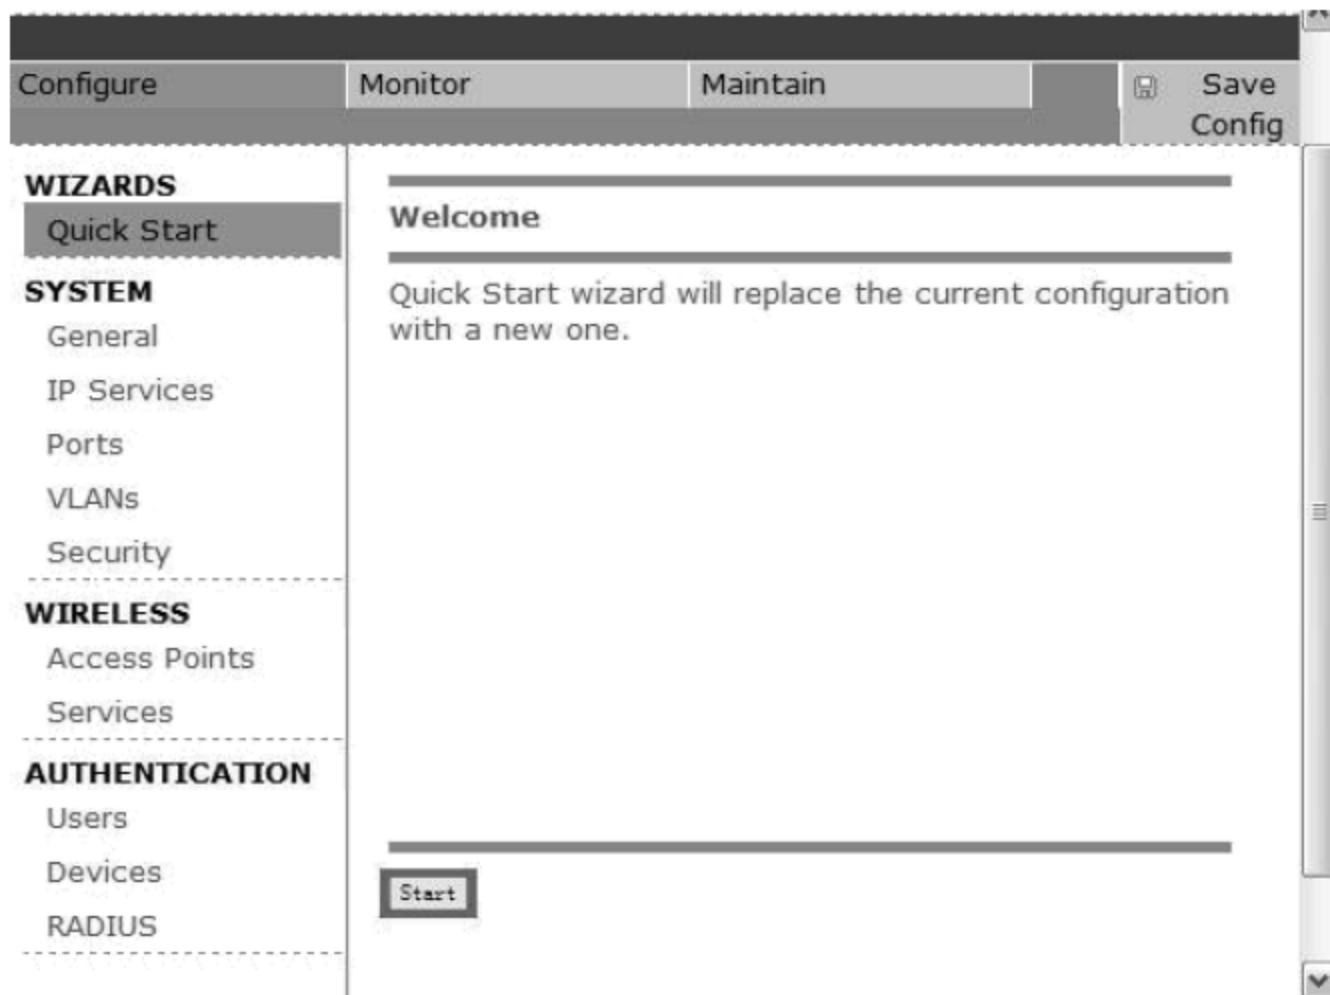 Configure
Monitor
Maintain
Save
Config
WIZARDS
Quick Start
SYSTEM
General
IP Services
Ports
VLANs
Security
WIRELESS
Access Points
Services
AUTHENTICATION
Users
Devices
RADIUS
Welcome
Quick Start wizard will replace the current configuration
with a new one.
Start